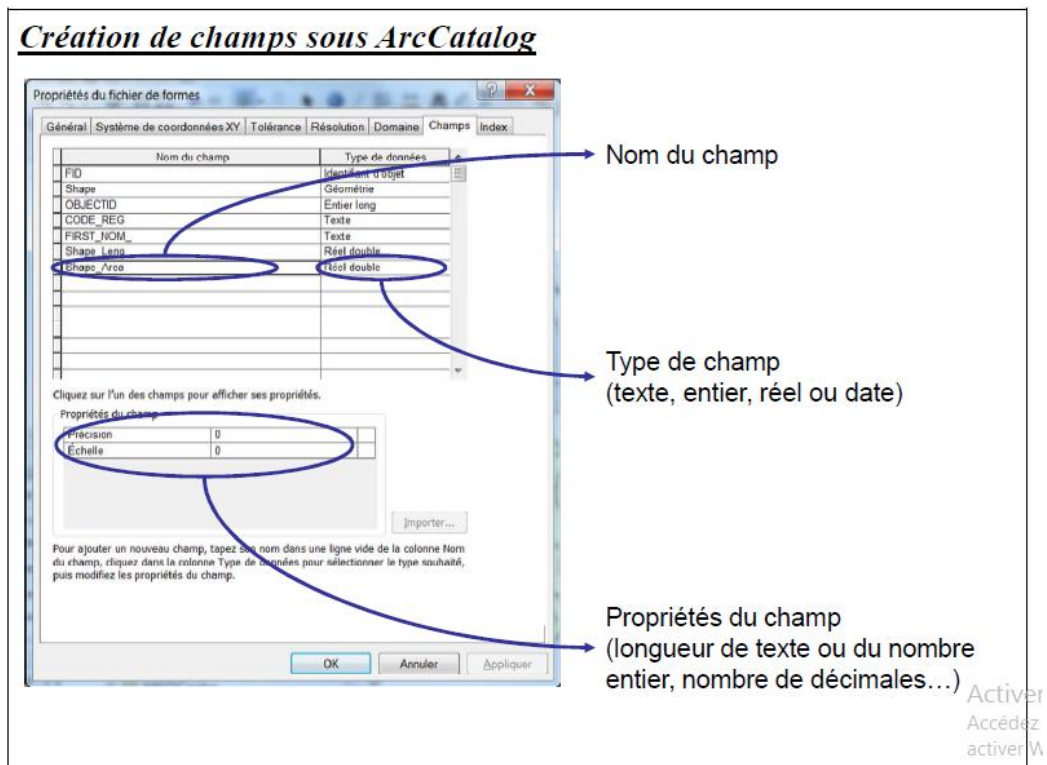 Création de champs sous ArcCatalog
Propriétés du fichier de formes
Général Système de coordonnées XY Tolérance Résolution Domaine Champs Index
Nom du champ Type de données
FID Identifiant d'objet
Shape Géométrie
OBJECTID Entier long
CODE_REG Texte
FIRST_NOM_ Texte
Shape_Leng Réel double
Shape_Area Réel double
Cliquez sur l'un des champs pour afficher ses propriétés.
Propriétés du champ
Précision 0
Échelle 0
Importer...
Pour ajouter un nouveau champ, tapez son nom dans une ligne vide de la colonne Nom
du champ, cliquez dans la colonne Type de données pour sélectionner le type souhaité,
puis modifiez les propriétés du champ.
OK Annuler Appliquer
Nom du champ
Type de champ
(texte, entier, réel ou date)
Propriétés du champ
(longueur de texte ou du nombre
entier, nombre de décimales…)
Activer
Accédez
activer W